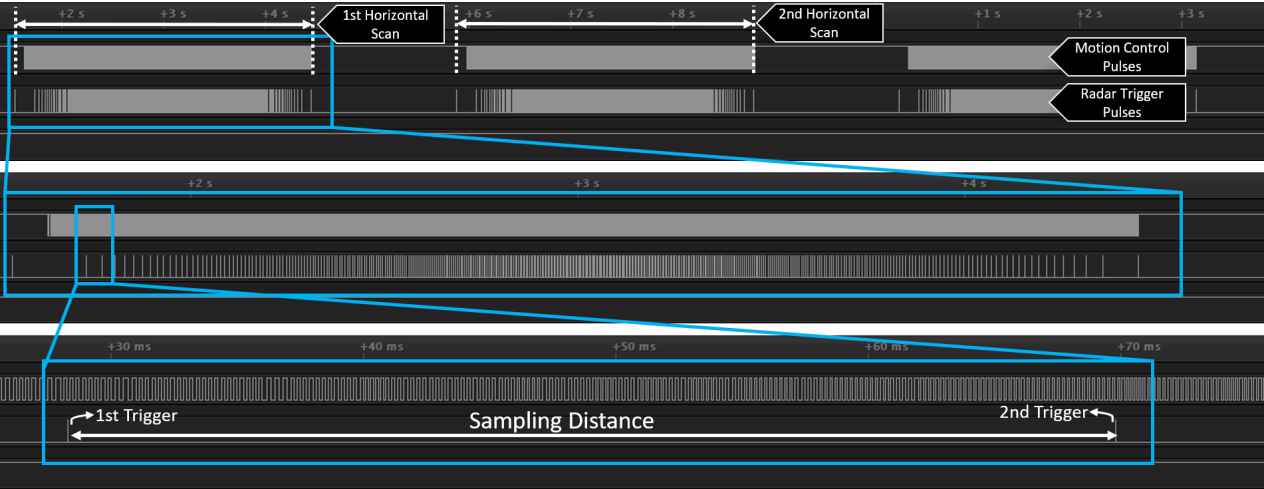 +2 s +3 s +4 s +6 s +7 s +8 s +1 s +2 s +3 s
1st Horizontal
Scan
2nd Horizontal
Scan
Motion Control
Pulses
Radar Trigger
Pulses
+2 s +3 s +4 s
+30 ms +40 ms +50 ms +60 ms +70 ms
1st Trigger
Sampling Distance
2nd Trigger